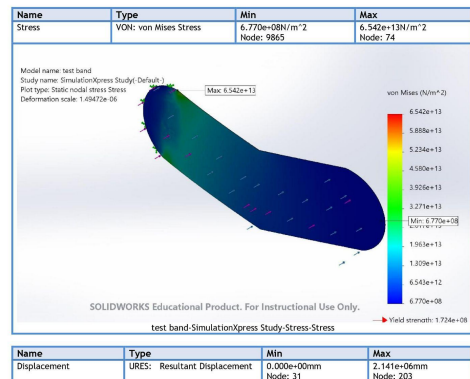 Name Type Min Max
Stress VON: von Mises Stress 6.770e+08N/m^2 6.542e+13N/m^2
Node: 9865 Node: 74
Model name: test band
Study name: SimulationXpress Study(-Default-)
Plot type: Static nodal stress Stress
Deformation scale: 1.49472e-06
Max: 6.542e+13
von Mises (N/m^2)
6.542e+13
5.888e+13
5.234e+13
4.580e+13
3.926e+13
3.271e+13
Min: 6.770e+08
1.963e+13
1.309e+13
6.543e+12
6.770e+08
Yield strength: 1.724e+08
SOLIDWORKS Educational Product. For Instructional Use Only.
test band-SimulationXpress Study-Stress-Stress
Name Type Min Max
Displacement URES: Resultant Displacement 0.000e+00mm 2.141e+06mm
Node: 31 Node: 203